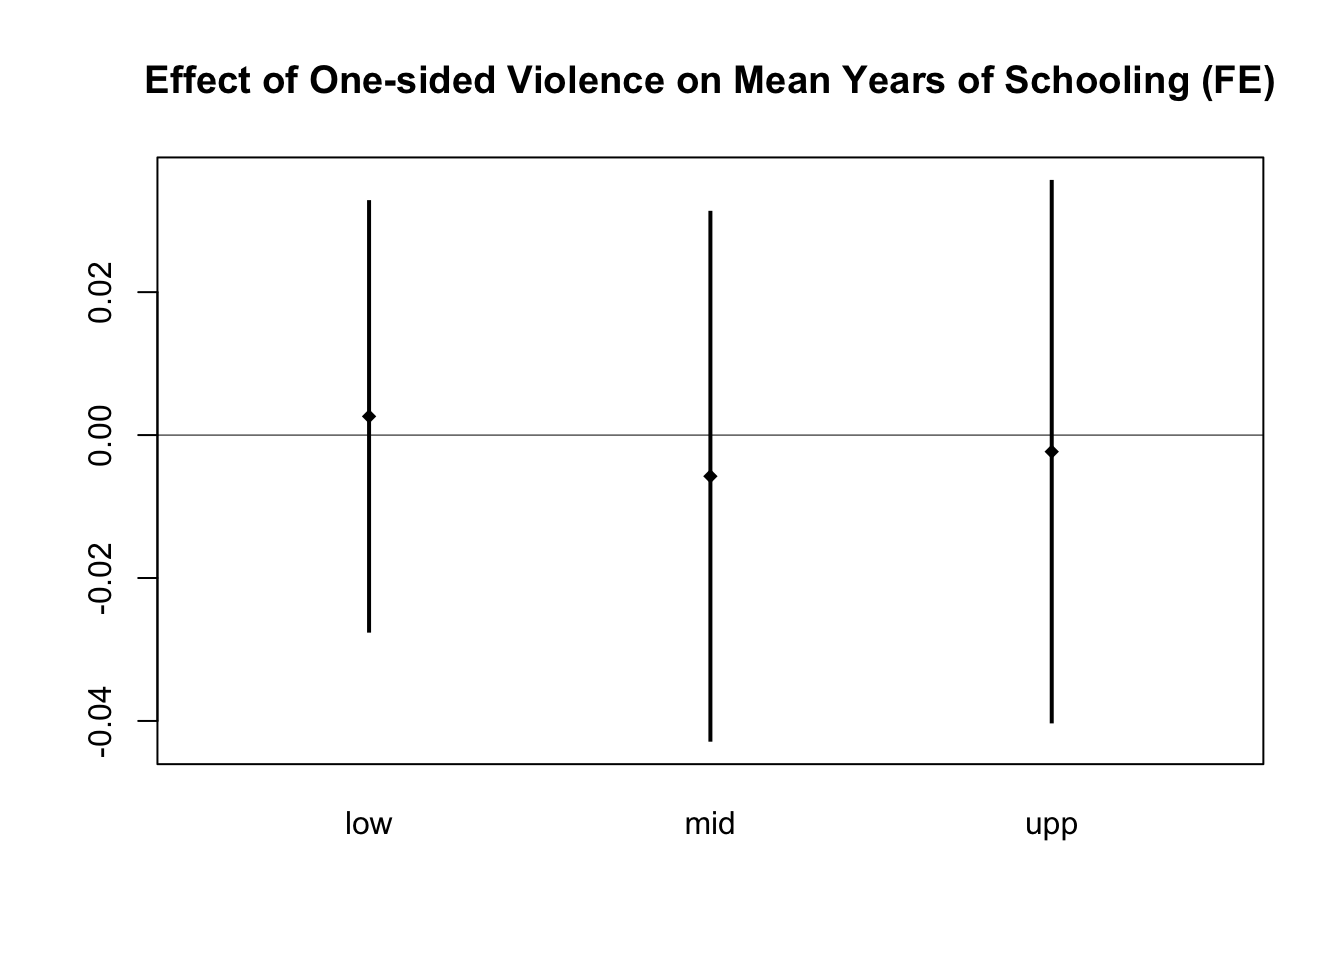 Effect of One-sided Violence on Mean Years of Schooling (FE)
0.02
0.00
-0.02
-0.04
low mid upp